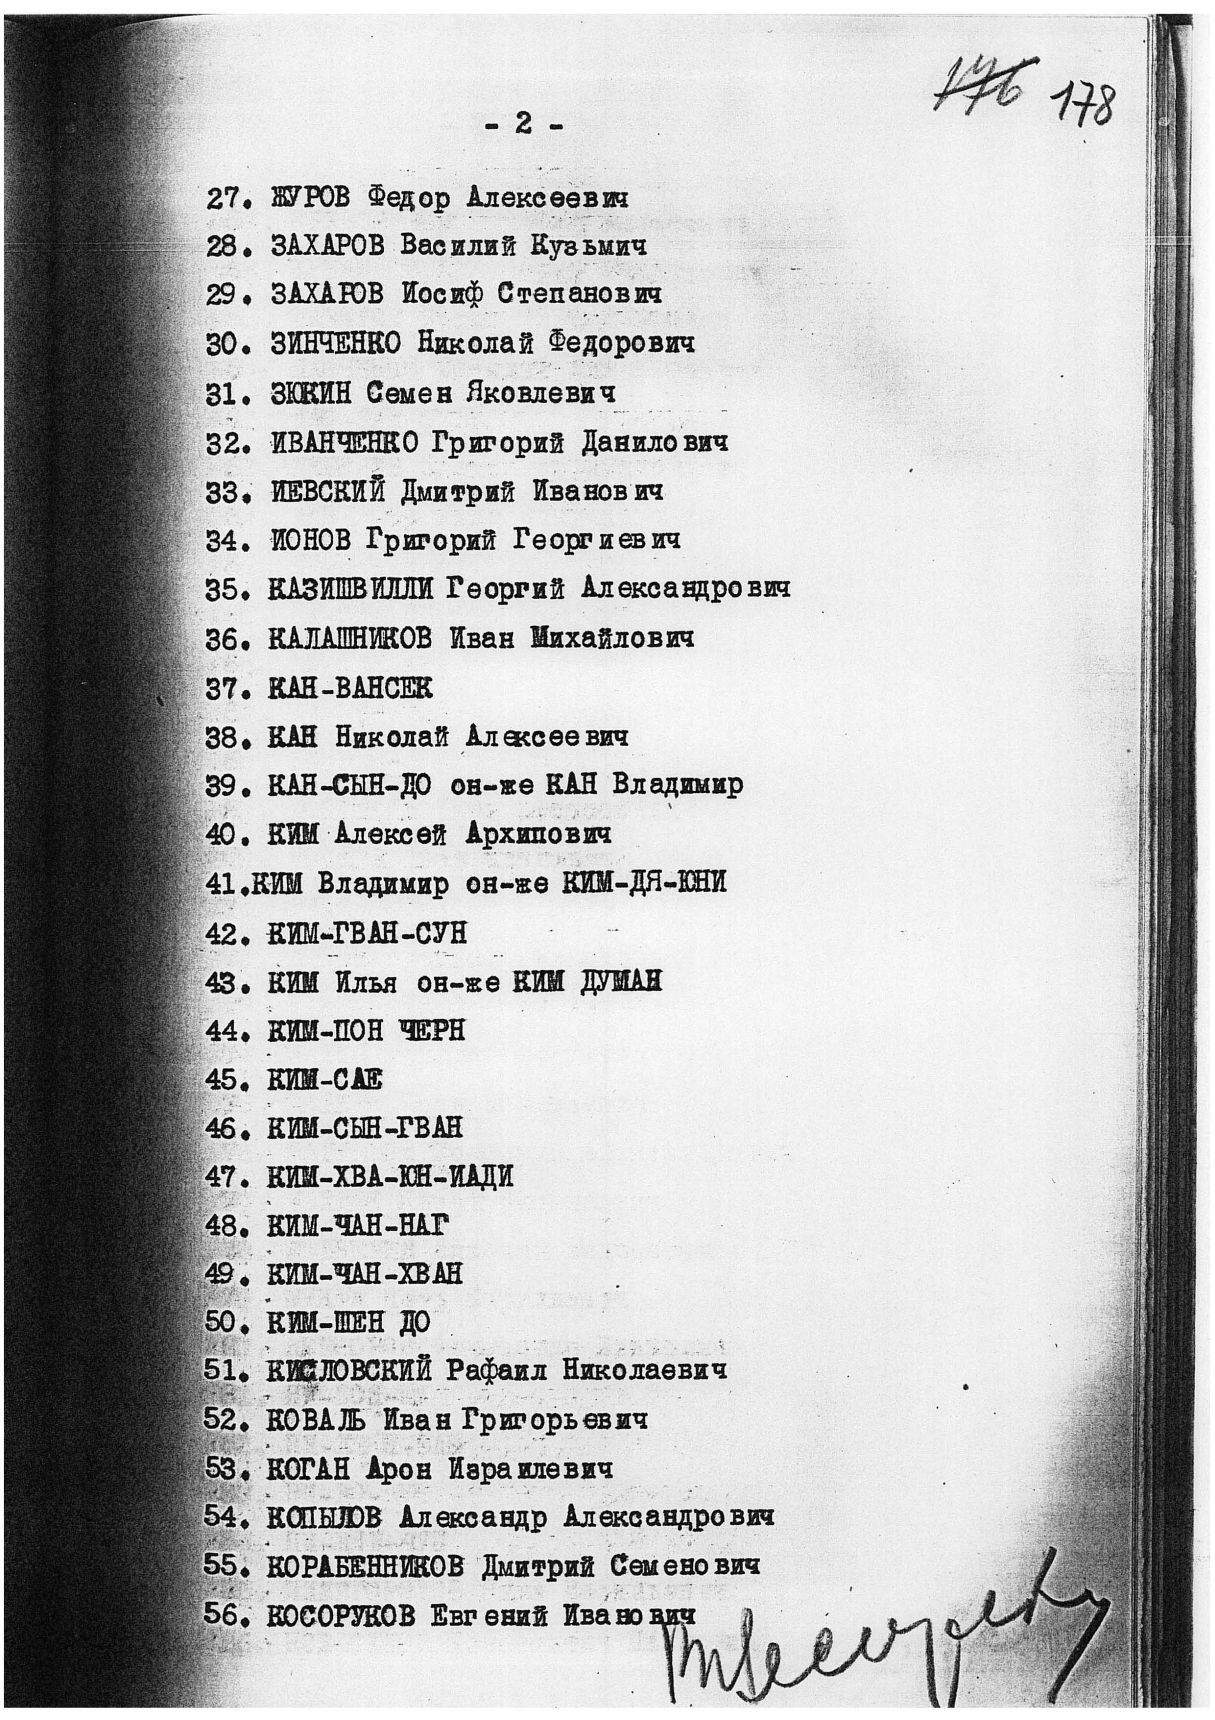 176 178
- 2 -
27. ЖУРОВ Федор Алексеевич
28. ЗАХАРОВ Василий Кузьмич
29. ЗАХАРОВ Иосиф Степанович
30. ЗИНЧЕНКО Николай Федорович
31. ЗЮКИН Семен Яковлевич
32. ИВАНЧЕНКО Григорий Данилович
33. ИЕВСКИЙ Дмитрий Иванович
34. ИОНОВ Григорий Георгиевич
35. КАЗИШВИЛЛИ Георгий Александрович
36. КАЛАШНИКОВ Иван Михайлович
37. КАН-ВАНСЕК
38. КАН Николай Алексеевич
39. КАН-СЫН-ДО он-же КАН Владимир
40. КИМ Алексей Архипович
41.КИМ Владимир он-же КИМ-ДЯ-ЮНИ
42. КИМ-ГВАН-СУН
43. КИМ Илья он-же КИМ ДУМАН
44. КИМ-ПОН ЧЕРН
45. КИМ-САЕ
46. КИМ-СЫН-ГВАН
47. КИМ-ХВА-ЮН-ИАДИ
48. КИМ-ЧАН-НАГ
49. КИМ-ЧАН-ХВАН
50. КИМ-ШЕН ДО
51. КИСЛОВСКИЙ Рафаил Николаевич
52. КОВАЛЬ Иван Григорьевич
53. КОГАН Арон Израилевич
54. КОПЫЛОВ Александр Александрович
55. КОРАБЕННИКОВ Дмитрий Семенович
56. КОСОРУКОВ Евгений Иванович